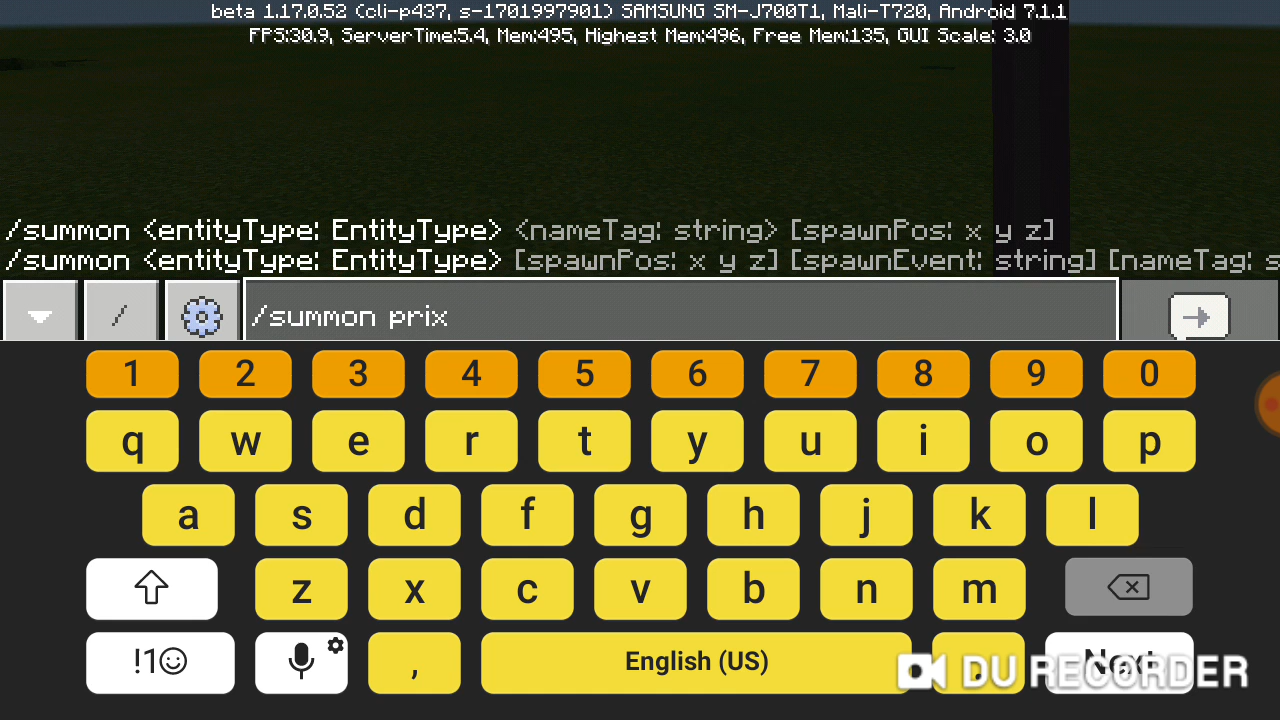 beta 1.17.0.52 (cli-p437, s-1701997901) SAMSUNG SM-J700T1, Mali-T720, Android 7.1.1
FPS:30.9, ServerTime:5.4, Mem:495, Highest Mem:496, Free Mem:135, GUI Scale: 3.0
/summon <entityType: EntityType> <nameTag: string> [spawnPos: x y z]
/summon <entityType: EntityType> [spawnPos: x y z] [spawnEvent: string] [nameTag: s
/
/summon prix
1 2 3 4 5 6 7 8 9 0
q w e r t y u i o p
a s d f g h j k l
z x c v b n m
!1☺ , English (US) . Next
DU RECORDER